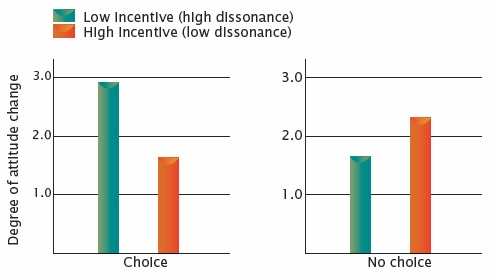 Low incentive (high dissonance)
High incentive (low dissonance)
Degree of attitude change
3.0
2.0
1.0
Choice
3.0
2.0
1.0
No choice